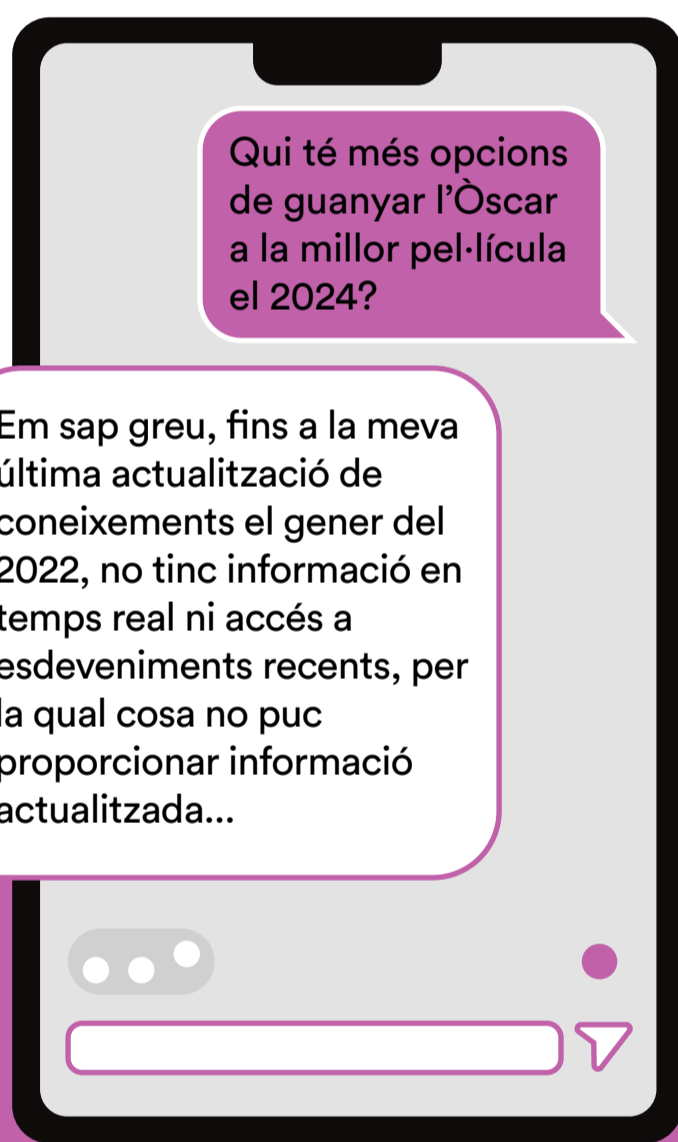 Qui té més opcions
de guanyar l’Òscar
a la millor pel·lícula
el 2024?
Em sap greu, fins a la meva
última actualització de
coneixements el gener del
2022, no tinc informació en
temps real ni accés a
esdeveniments recents, per
la qual cosa no puc
proporcionar informació
actualitzada...